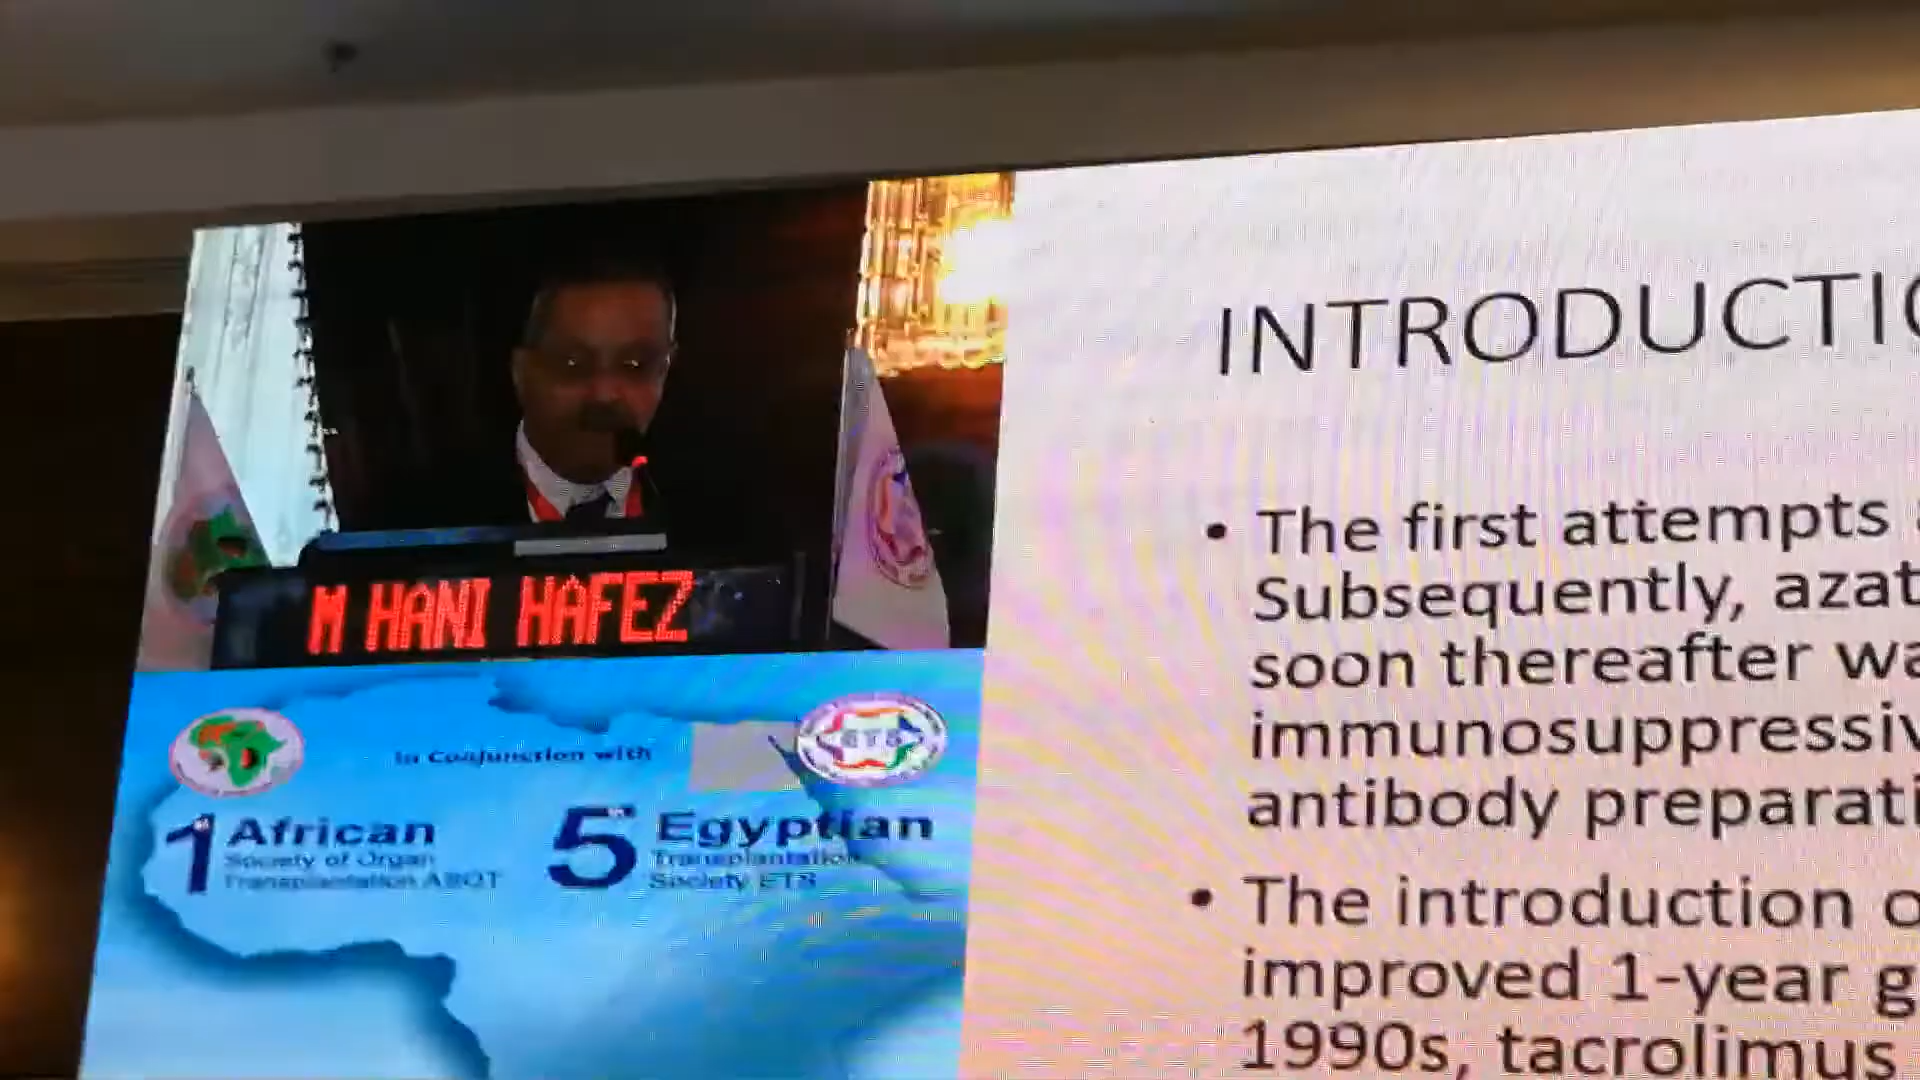 M HANI HAFEZ
In Conjunction with
ETS
1st African
Society of Organ
Transplantation ASOT
5th Egyptian
Transplantation
Society ETS
INTRODUCTIO
• The first attempts
Subsequently, azat
soon thereafter wa
immunosuppressiv
antibody preparati
• The introduction o
improved 1-year g
1990s, tacrolimus